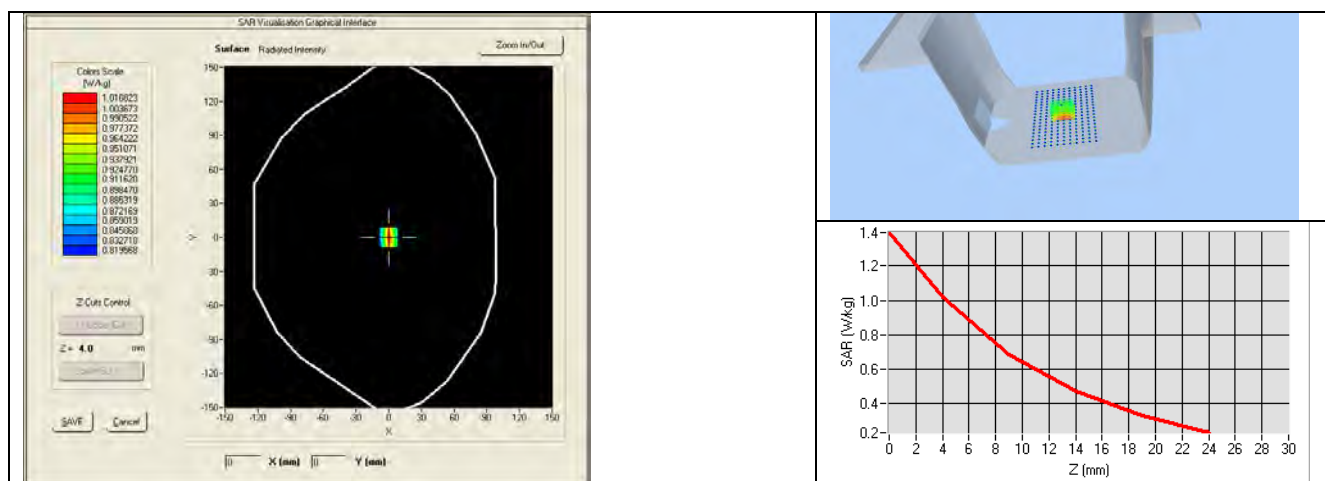 SAR Visualisation Graphical Interface
Surface Radiated Intensity
Zoom In/Out
Colors Scale
(W/kg)
1.016823
1.003673
0.990522
0.977372
0.964222
0.951071
0.937921
0.924770
0.911620
0.898470
0.885319
0.872169
0.859019
0.845868
0.832718
0.819568
150
120
90
60
30
0
30
-60
-90
-120
-150
Y
-150 -120 -90 -60 -30 0 30 60 90 120 150
X
Z Cuts Control
Z = 4.0 mm
SAVE Cancel
0 X (mm) 0 Y (mm)
1.4
1.2
1.0
0.8
0.6
0.4
0.2
SAR (W/kg)
0 2 4 6 8 10 12 14 16 18 20 22 24 26 28 30
Z (mm)